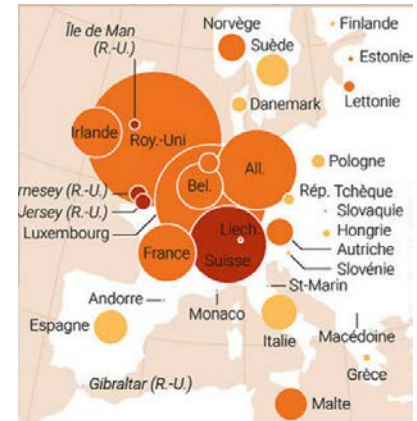 Norvège
Finlande
Île de Man
(R.-U.)
Suède
Estonie
Danemark
Lettonie
Irlande
Roy.-Uni
All.
Pologne
Bel.
Rép. Tchèque
rnesey (R.-U.)
Jersey (R.-U.)
Slovaquie
Luxembourg
Liech.
Hongrie
France
Suisse
Autriche
Slovénie
St-Marin
Andorre
Monaco
Espagne
Italie
Macédoine
Grèce
Gibraltar (R.-U.)
Malte